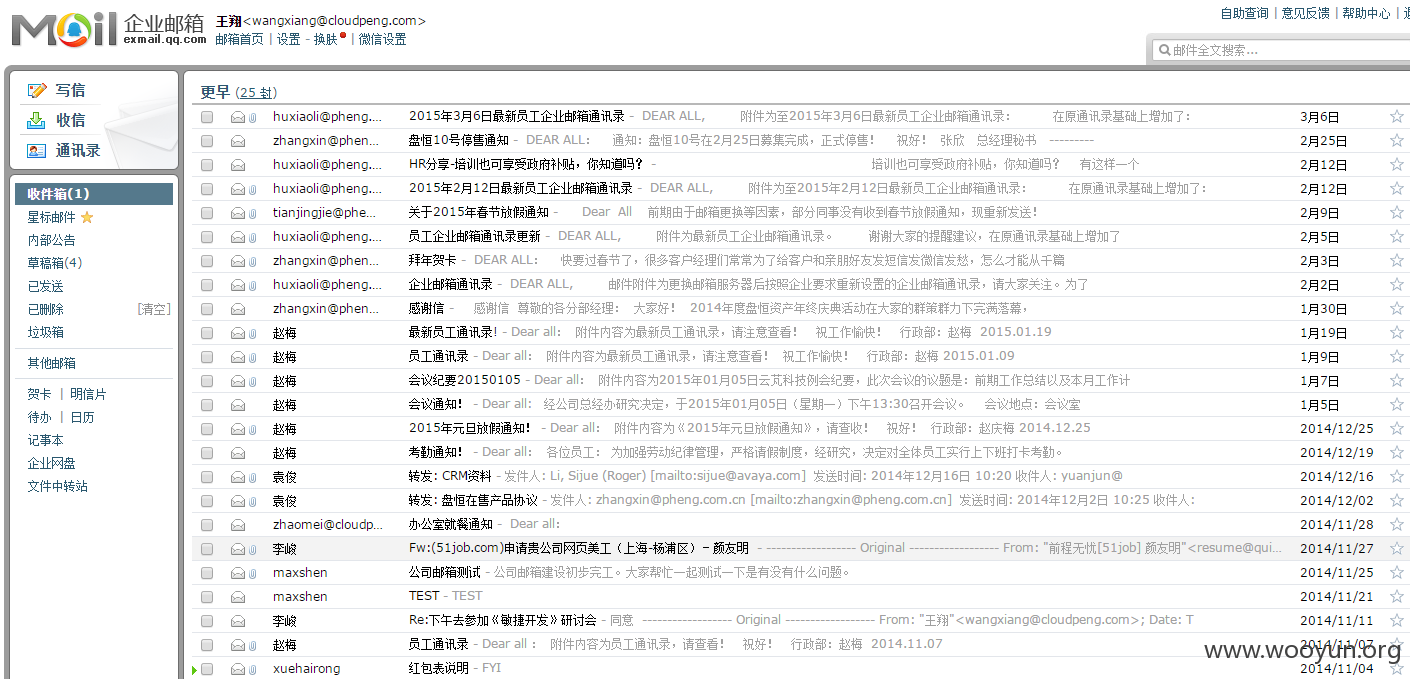 Mail 企业邮箱 exmail.qq.com
王翔<wangxiang@cloudpeng.com>
邮箱首页 | 设置 - 换肤 | 微信设置
自助查询 | 意见反馈 | 帮助中心 |
邮件全文搜索...
写信
收信
通讯录
收件箱(1)
星标邮件
内部公告
草稿箱(4)
已发送
已删除 [清空]
垃圾箱
其他邮箱
贺卡 | 明信片
待办 | 日历
记事本
企业网盘
文件中转站
更早 (25 封)
huxiaoli@pheng.... 2015年3月6日最新员工企业邮箱通讯录 - DEAR ALL, 附件为至2015年3月6日最新员工企业邮箱通讯录: 在原通讯录基础上增加了: 3月6日
zhangxin@phen... 盘恒10号停售通知 - DEAR ALL: 通知: 盘恒10号在2月25日募集完成，正式停售! 祝好! 张欣 总经理秘书 --------- 2月25日
huxiaoli@pheng.... HR分享-培训也可享受政府补贴，你知道吗? - 培训也可享受政府补贴，你知道吗? 有这样一个 2月12日
huxiaoli@pheng.... 2015年2月12日最新员工企业邮箱通讯录 - DEAR ALL, 附件为至2015年2月12日最新员工企业邮箱通讯录: 在原通讯录基础上增加了: 2月12日
tianjingjie@phe... 关于2015年春节放假通知 - Dear All 前期由于邮箱更换等因素，部分同事没有收到春节放假通知，现重新发送! 2月9日
huxiaoli@pheng.... 员工企业邮箱通讯录更新 - DEAR ALL, 附件为最新员工企业邮箱通讯录。 谢谢大家的提醒建议，在原通讯录基础上增加了 2月5日
zhangxin@phen... 拜年贺卡 - DEAR ALL: 快要过春节了，很多客户经理们常常为了给客户和亲朋好友发短信发微信发愁，怎么才能从千篇 2月3日
huxiaoli@pheng.... 企业邮箱通讯录 - DEAR ALL, 邮件附件为更换邮箱服务器后按照企业要求重新设置的企业邮箱通讯录，请大家关注。为了 2月2日
zhangxin@phen... 感谢信 - 感谢信 尊敬的各分部经理: 大家好! 2014年度盘恒资产年终庆典活动在大家的群策群力下完满落幕， 1月30日
赵梅 最新员工通讯录! - Dear all: 附件内容为最新员工通讯录，请注意查看! 祝工作愉快! 行政部: 赵梅 2015.01.19 1月19日
赵梅 员工通讯录 - Dear all: 附件内容为最新员工通讯录，请注意查看! 祝工作愉快! 行政部: 赵梅 2015.01.09 1月9日
赵梅 会议纪要20150105 - Dear all: 附件内容为2015年01月05日云芃科技例会纪要，此次会议的议题是: 前期工作总结以及本月工作计 1月7日
赵梅 会议通知! - Dear all: 经公司总经办研究决定，于2015年01月05日（星期一）下午13:30召开会议。 会议地点: 会议室 1月5日
赵梅 2015年元旦放假通知! - Dear all: 附件内容为《2015年元旦放假通知》，请查收! 祝好! 行政部: 赵庆梅 2014.12.25 2014/12/25
赵梅 考勤通知! - Dear all: 各位员工: 为加强劳动纪律管理，严格请假制度，经研究，决定对全体员工实行上下班打卡考勤。 2014/12/19
袁俊 转发: CRM资料 - 发件人: Li, Sijue (Roger) [mailto:sijue@avaya.com] 发送时间: 2014年12月16日 10:20 收件人: yuanjun@ 2014/12/16
袁俊 转发: 盘恒在售产品协议 - 发件人: zhangxin@pheng.com.cn [mailto:zhangxin@pheng.com.cn] 发送时间: 2014年12月2日 10:25 收件人: 2014/12/02
zhaomei@cloudp... 办公室就餐通知 - Dear all: 2014/11/28
李峻 Fw:(51job.com)申请贵公司网页美工（上海-杨浦区）- 颜友明 - ------------------ Original ------------------ From: "前程无忧[51job] 颜友明"<resume@qui... 2014/11/27
maxshen 公司邮箱测试 - 公司邮箱建设初步完工。大家帮忙一起测试一下是有没有什么问题。 2014/11/25
maxshen TEST - TEST 2014/11/21
李峻 Re:下午去参加《敏捷开发》研讨会 - 同意 ------------------ Original ------------------ From: "王翔"<wangxiang@cloudpeng.com>; Date: T 2014/11/11
赵梅 员工通讯录 - Dear all : 附件内容为员工通讯录，请查看! 祝好! 行政部: 赵梅 2014.11.07 2014/11/07
xuehairong 红包表说明 - FYI 2014/11/04
www.wooyun.org